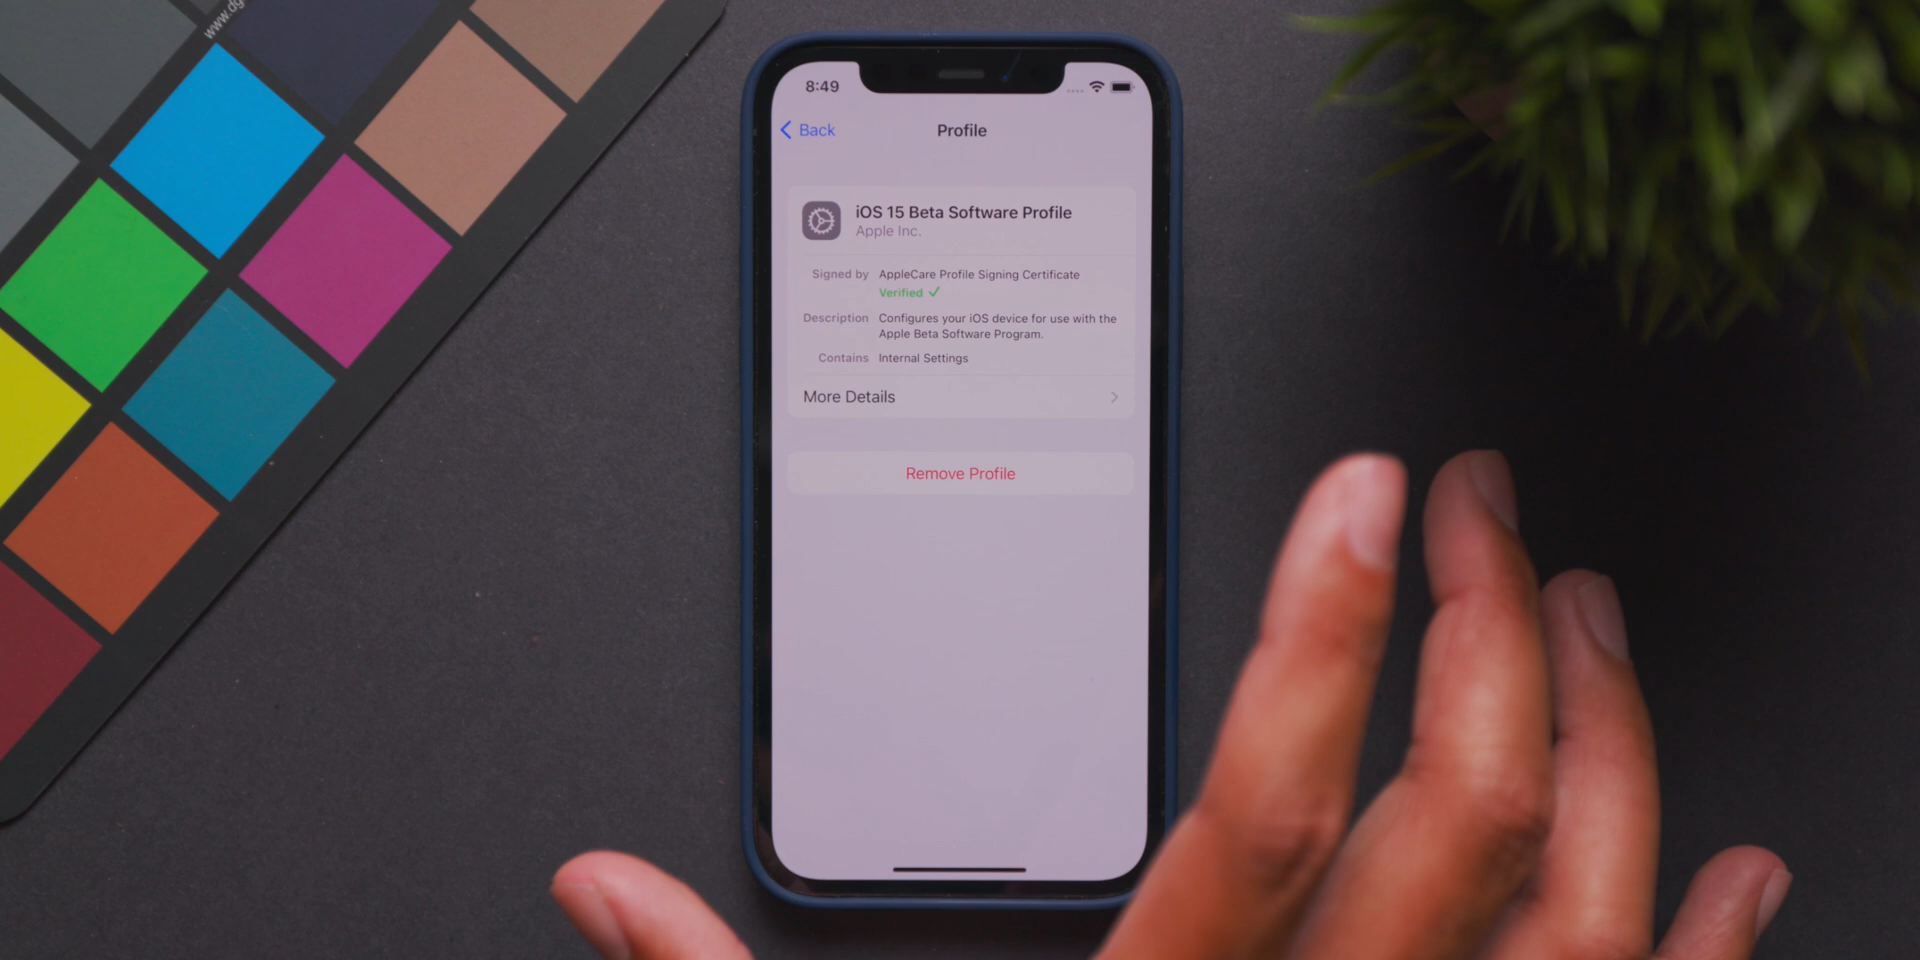 www.dg
8:49
Back
Profile
iOS 15 Beta Software Profile
Apple Inc.
Signed by AppleCare Profile Signing Certificate
Verified ✓
Description Configures your iOS device for use with the
Apple Beta Software Program.
Contains Internal Settings
More Details
Remove Profile